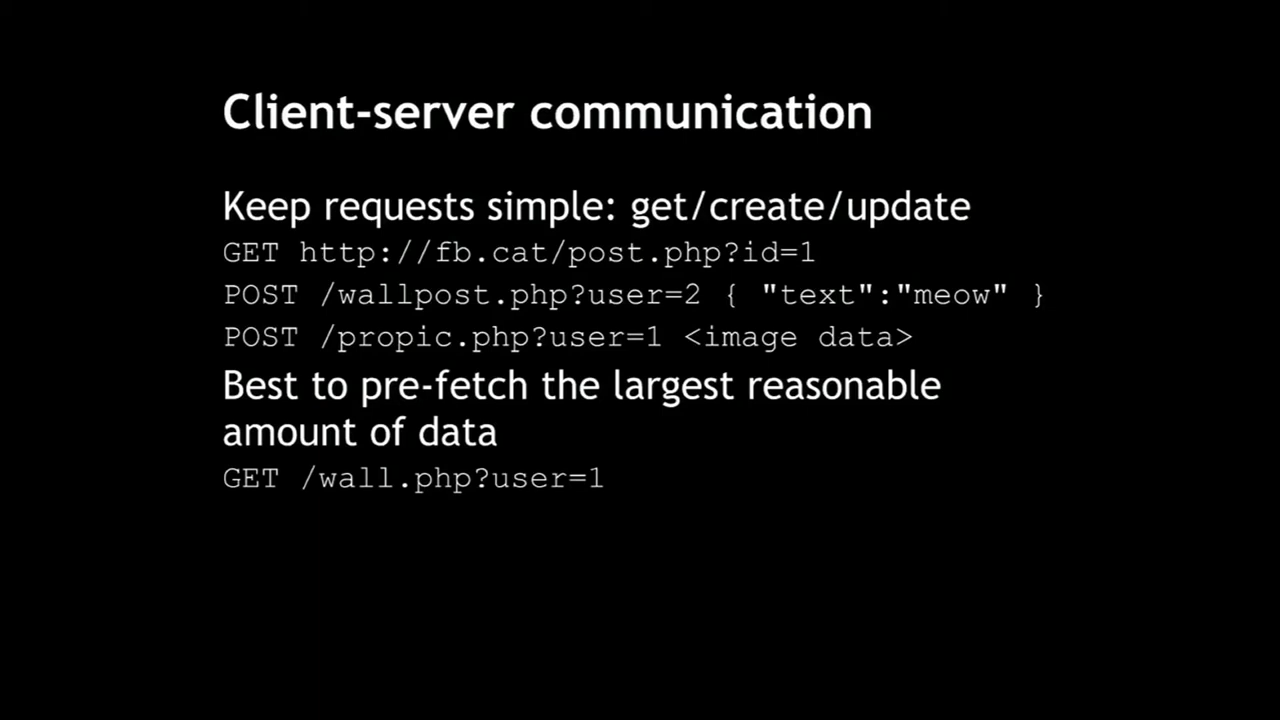 Client-server communication
Keep requests simple: get/create/update
GET http://fb.cat/post.php?id=1
POST /wallpost.php?user=2 { "text":"meow" }
POST /propic.php?user=1 <image data>
Best to pre-fetch the largest reasonable
amount of data
GET /wall.php?user=1